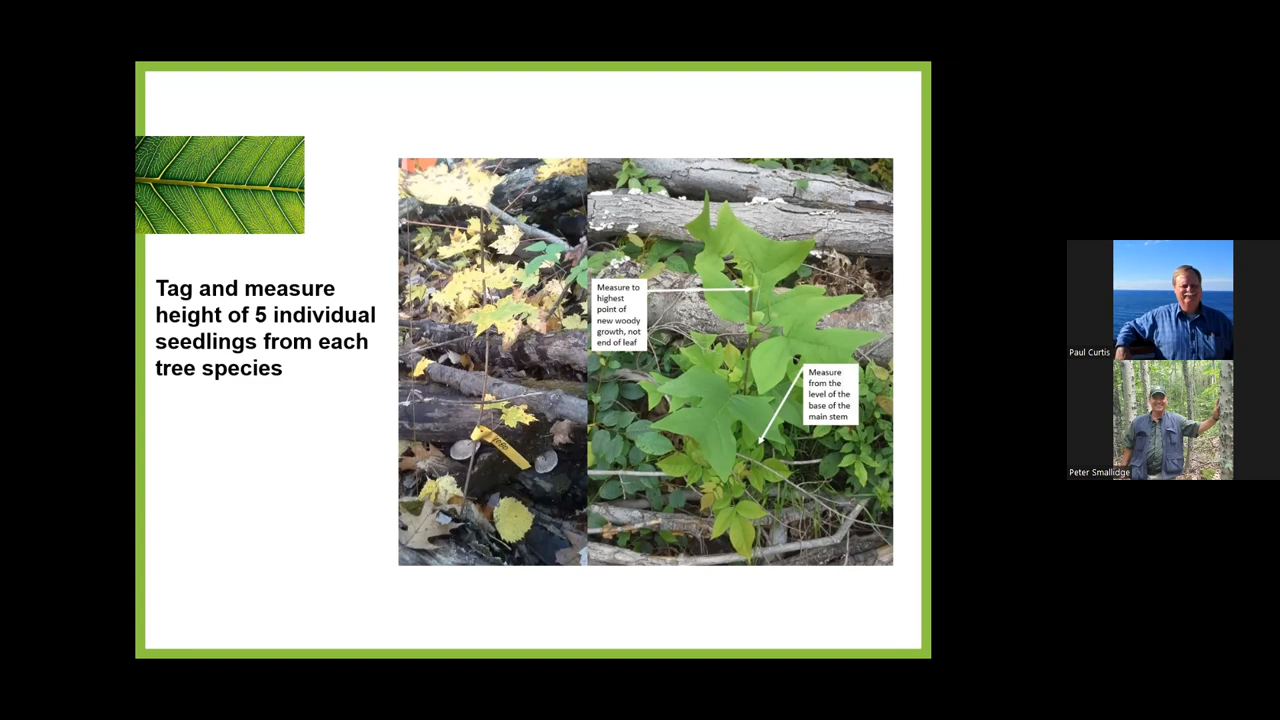 Tag and measure
height of 5 individual
seedlings from each
tree species
Measure to
highest
point of
new woody
growth, not
end of leaf
Measure
from the
level of the
base of the
main stem
Paul Curtis
Peter Smallidge